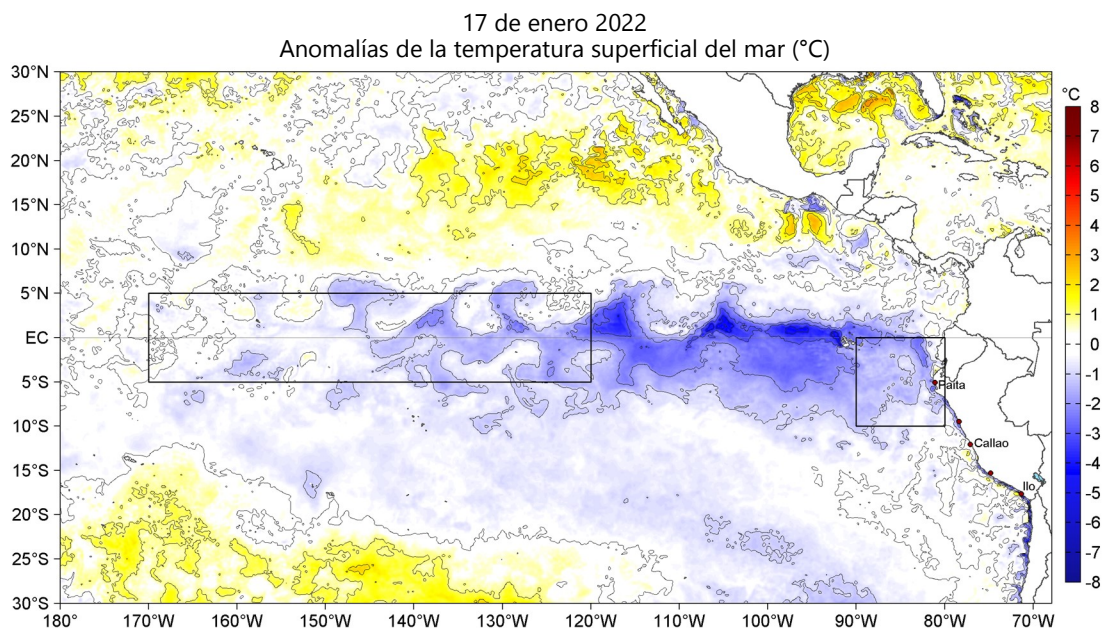 17 de enero 2022
Anomalías de la temperatura superficial del mar (°C)
30°N
25°N
20°N
15°N
10°N
5°N
EC
5°S
10°S
15°S
20°S
25°S
30°S
180°
170°W
160°W
150°W
140°W
130°W
120°W
110°W
100°W
90°W
80°W
70°W
Paita
Callao
Ilo
°C
8
7
6
5
4
3
2
1
0
-1
-2
-3
-4
-5
-6
-7
-8